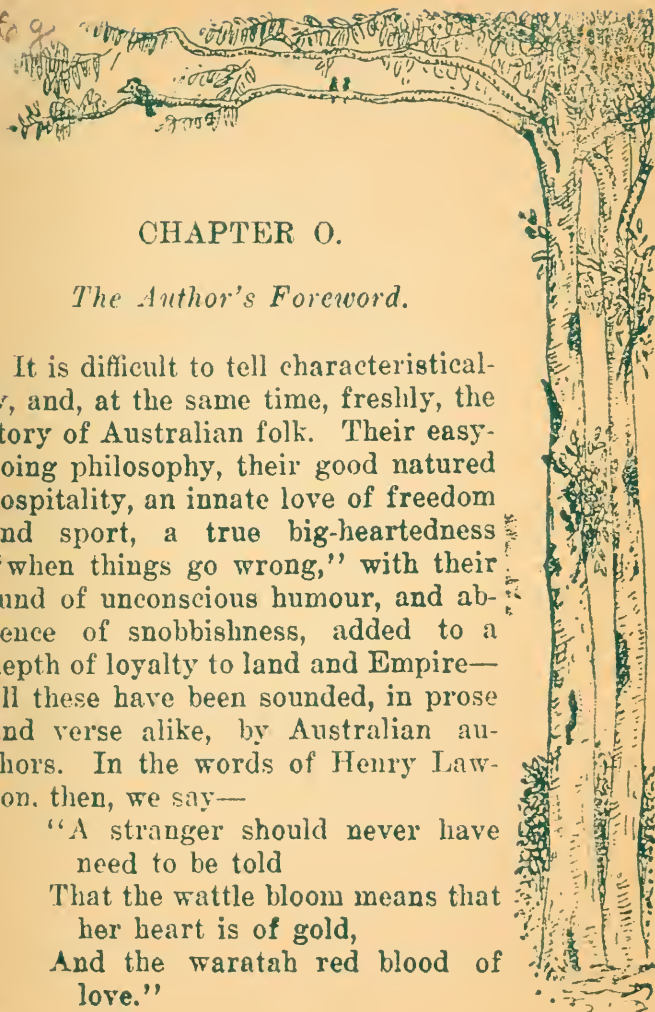 CHAPTER O.
The Author's Foreword.
It is difficult to tell characteristical-
y, and, at the same time, freshly, the
tory of Australian folk. Their easy-
oing philosophy, their good natured
ospitality, an innate love of freedom
nd sport, a true big-heartedness
'when things go wrong,'' with their
und of unconscious humour, and ab-
ence of snobbishness, added to a
epth of loyalty to land and Empire—
ll these have been sounded, in prose
nd verse alike, by Australian au-
hors. In the words of Henry Law-
on. then, we say—
''A stranger should never have
need to be told
That the wattle bloom means that
her heart is of gold,
And the waratah red blood of
love.''